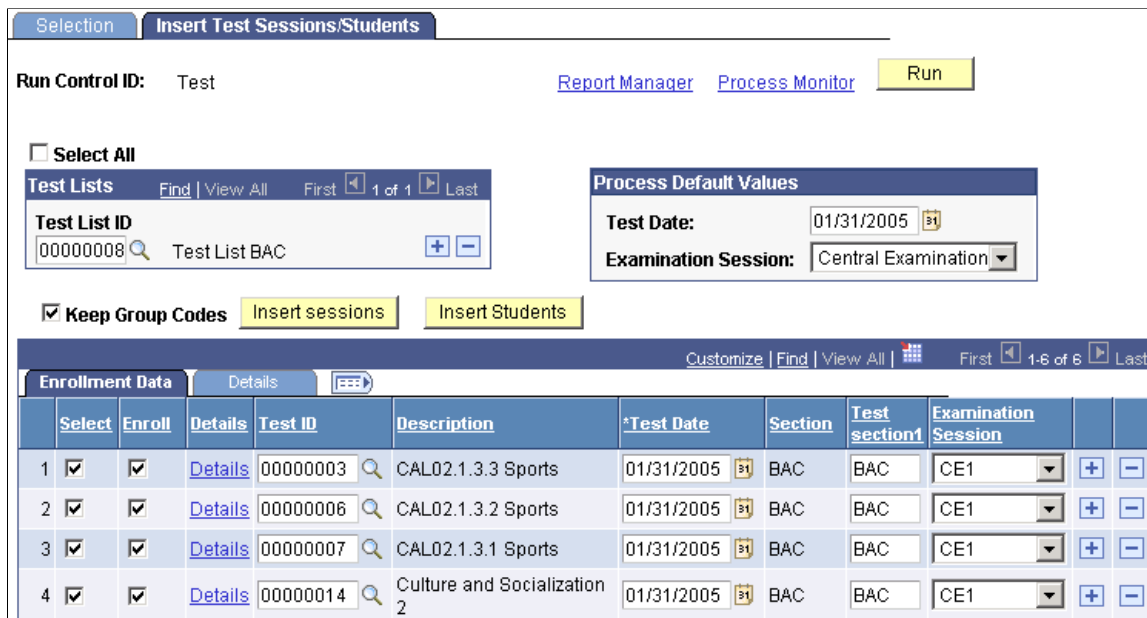 Selection Insert Test Sessions/Students
Run Control ID: Test Report Manager Process Monitor Run
Select All
Test Lists Find | View All First 1 of 1 Last
Process Default Values
Test List ID
00000008 Test List BAC
Test Date: 01/31/2005 31
Examination Session: Central Examination
Keep Group Codes Insert sessions Insert Students
Customize | Find | View All | First 1-6 of 6 Last
Enrollment Data Details
Select Enroll Details Test ID Description *Test Date Section Test section1 Examination Session
1 Details 00000003 CAL02.1.3.3 Sports 01/31/2005 31 BAC BAC CE1
2 Details 00000006 CAL02.1.3.2 Sports 01/31/2005 31 BAC BAC CE1
3 Details 00000007 CAL02.1.3.1 Sports 01/31/2005 31 BAC BAC CE1
4 Details 00000014 Culture and Socialization 2 01/31/2005 31 BAC BAC CE1